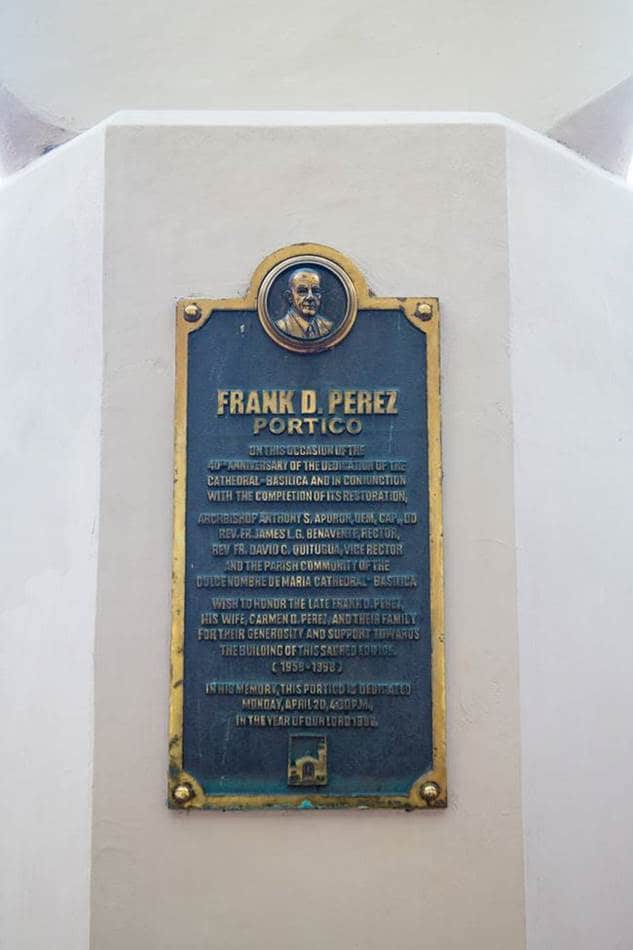 FRANK D. PEREZ
PORTICO
ON THIS OCCASION OF THE
40TH ANNIVERSARY OF THE DEDICATION OF THE
CATHEDRAL-BASILICA AND IN CONJUNCTION
WITH THE COMPLETION OF ITS RESTORATION,
ARCHBISHOP ANTHONY S. APURON, OFM, CAP., DD
REV. FR. JAMES L.G. BENAVENTE, RECTOR,
REV. FR. DAVID C. QUITUGUA, VICE RECTOR
AND THE PARISH COMMUNITY OF THE
DULCE NOMBRE DE MARIA CATHEDRAL-BASILICA
WISH TO HONOR THE LATE FRANK D. PEREZ,
HIS WIFE, CARMEN D. PEREZ, AND THEIR FAMILY
FOR THEIR GENEROSITY AND SUPPORT TOWARDS
THE BUILDING OF THIS SACRED EDIFICE.
(1958-1998)
IN HIS MEMORY, THIS PORTICO IS DEDICATED
MONDAY, APRIL 20, 4:30 P.M.,
IN THE YEAR OF OUR LORD 1998.